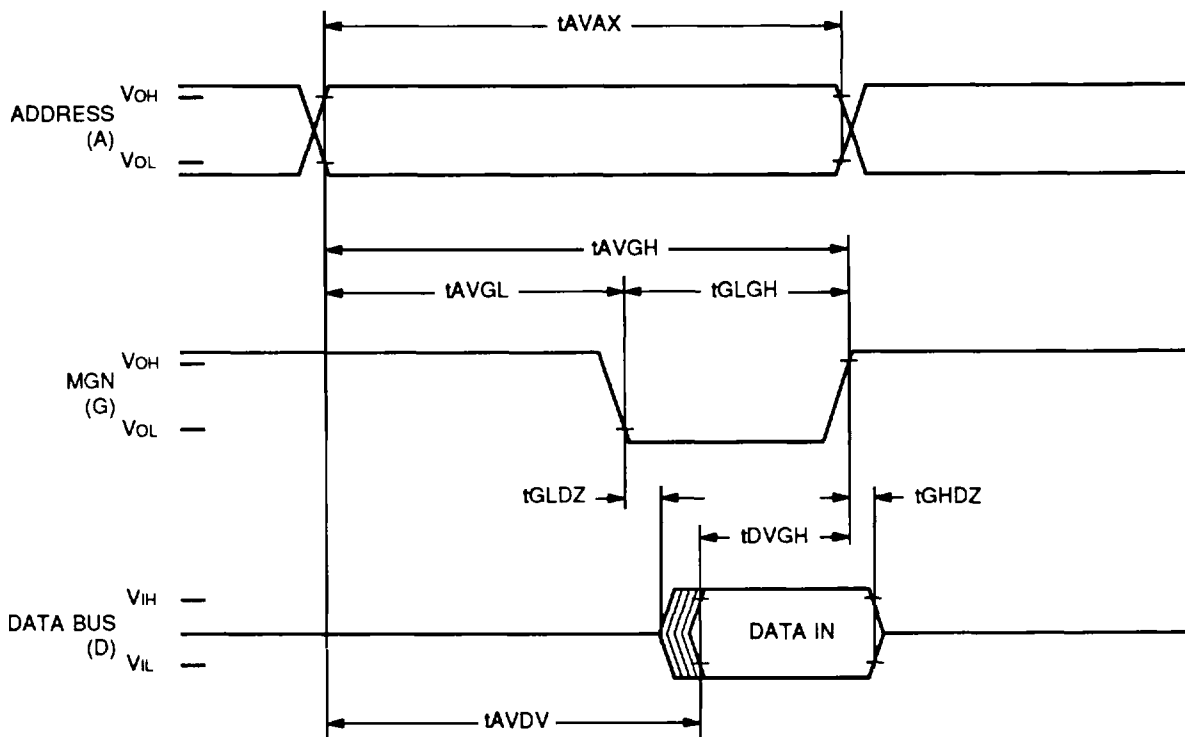 tAVAX
VOH
ADDRESS
(A)
VOL
tAVGH
tAVGL
tGLGH
VOH
MGN
(G)
VOL
tGLDZ
tGHDZ
tDVGH
VIH
DATA BUS
(D)
DATA IN
VIL
tAVDV